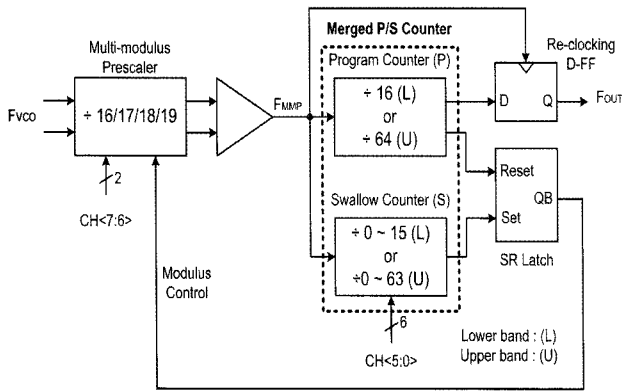 Merged P/S Counter
Multi-modulus
Prescaler
Program Counter (P)
Re-clocking
D-FF
Fvco
÷ 16/17/18/19
FMMP
÷ 16 (L)
or
÷ 64 (U)
D
Q
FOUT
2
CH<7:6>
Reset
QB
Set
SR Latch
Swallow Counter (S)
÷ 0 ~ 15 (L)
or
÷0 ~ 63 (U)
Modulus
Control
6
CH<5:0>
Lower band : (L)
Upper band : (U)